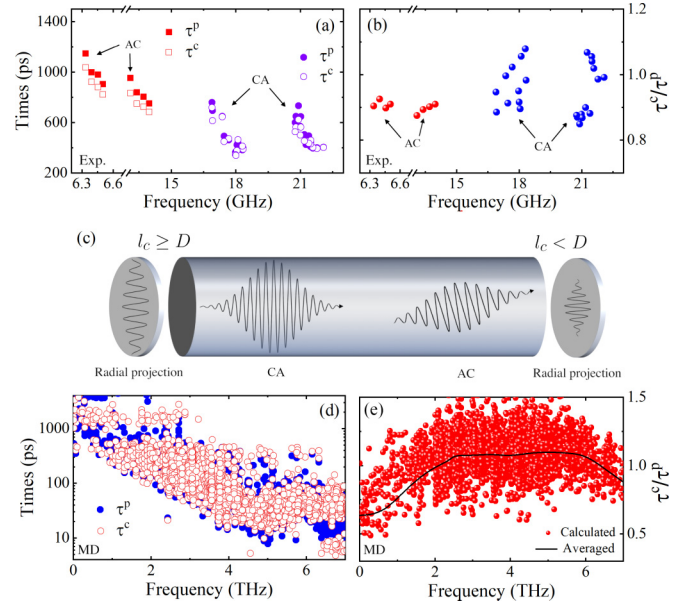 (a)
1400
1000
800
600
400
Times (ps)
AC
τᵖ
τᶜ
CA
τᵖ
τᶜ
Exp.
6.3 6.6 15 18 21
Frequency (GHz)
(b)
1.2
1.0
0.8
τᶜ/τᵖ
AC
CA
Exp.
6.3 6.6 15 18 21
Frequency (GHz)
(c)
l_c ≥ D
l_c < D
Radial projection
CA
AC
Radial projection
(d)
1000
100
10
Times (ps)
τᵖ
τᶜ
MD
0 2 4 6
Frequency (THz)
(e)
1.5
1.0
0.5
τᶜ/τᵖ
Calculated
Averaged
MD
0 2 4 6
Frequency (THz)